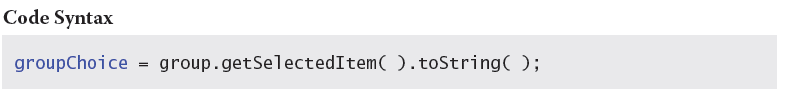 Code Syntax
groupChoice = group.getSelectedItem( ).toString( );